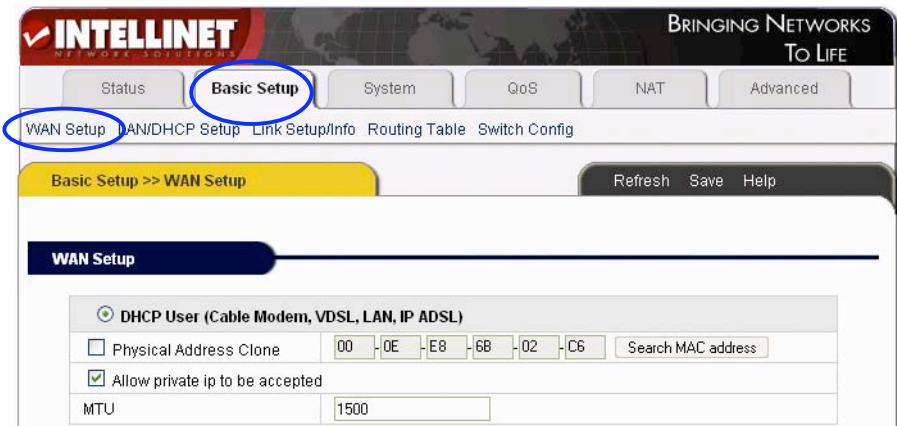 INTELLINET
NETWORK SOLUTIONS
BRINGING NETWORKS
TO LIFE
Status Basic Setup System QoS NAT Advanced
WAN Setup LAN/DHCP Setup Link Setup/Info Routing Table Switch Config
Basic Setup >> WAN Setup Refresh Save Help
WAN Setup
DHCP User (Cable Modem, VDSL, LAN, IP ADSL)
Physical Address Clone 00 - 0E - E8 - 6B - 02 - C6 Search MAC address
Allow private ip to be accepted
MTU 1500